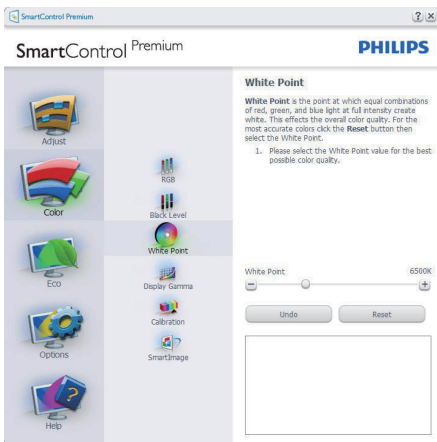 SmartControl Premium
? ×
SmartControl Premium
PHILIPS
Adjust
Color
Eco
Options
Help
RGB
Black Level
White Point
Display Gamma
Calibration
SmartImage
White Point
White Point is the point at which equal combinations
of red, green, and blue light at full intensity create
white. This effects the overall color quality. For the
most accurate colors click the Reset button then
select the White Point.
1. Please select the White Point value for the best
possible color quality.
White Point 6500K
Undo Reset